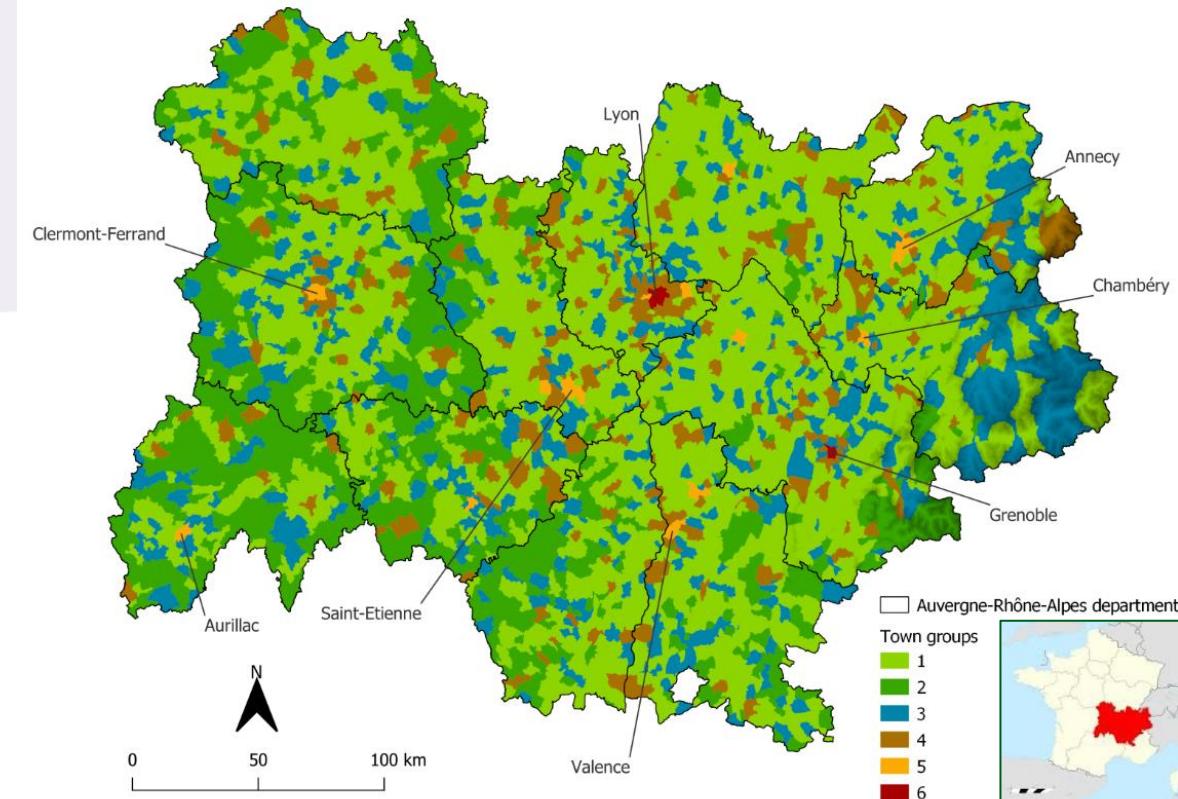 Lyon
Annecy
Clermont-Ferrand
Chambéry
Grenoble
Saint-Etienne
Aurillac
Valence
N
0 50 100 km
Auvergne-Rhône-Alpes department
Town groups
1
2
3
4
5
6